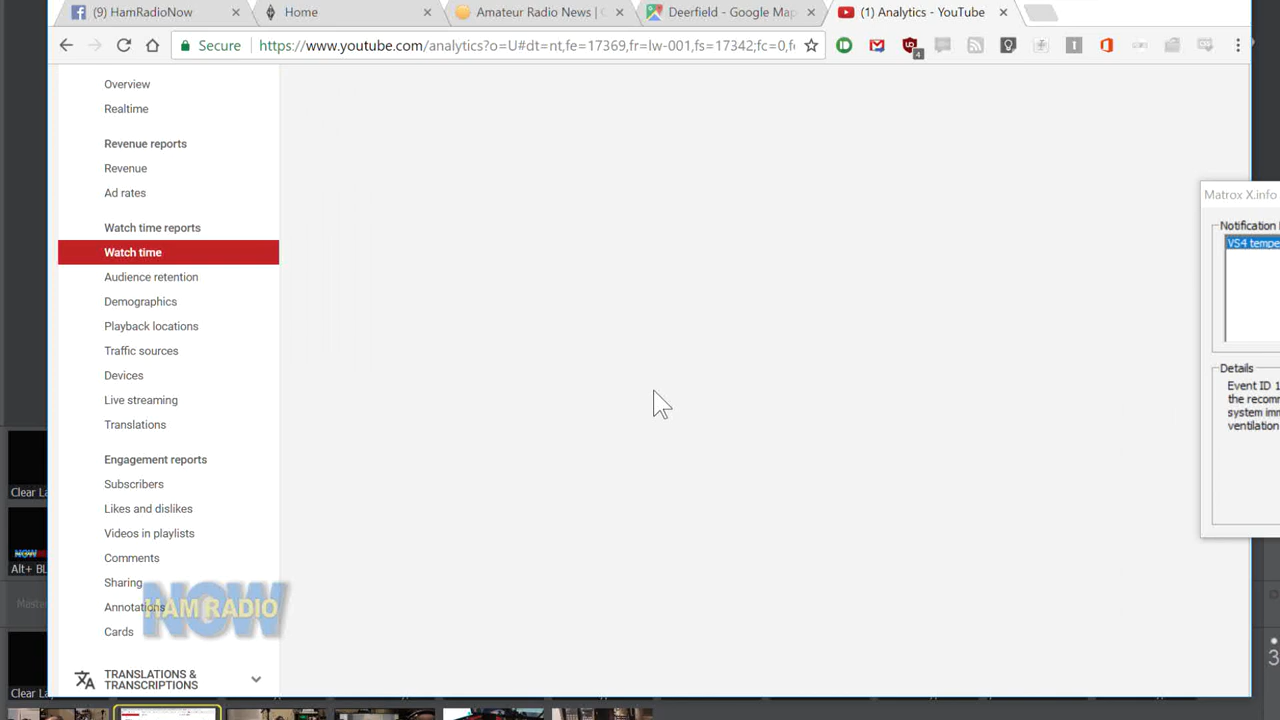 (9) HamRadioNow
Home
Amateur Radio News | C
Deerfield - Google Map
(1) Analytics - YouTube
Secure
https://www.youtube.com/analytics?o=U#dt=nt,fe=17369,fr=lw-001,fs=17342;fc=0,f
4
Overview
Realtime
Revenue reports
Revenue
Ad rates
Watch time reports
Watch time
Audience retention
Demographics
Playback locations
Traffic sources
Devices
Live streaming
Translations
Engagement reports
Subscribers
Likes and dislikes
Videos in playlists
Comments
Sharing
Annotations
Cards
TRANSLATIONS &
TRANSCRIPTIONS
NOW
HAM RADIO
Matrox X.info
Notification
VS4 tempe
Details
Event ID 1
the recomm
system imm
ventilation
Clear La
NOW
Alt+ BL
Maste
Clear La
3